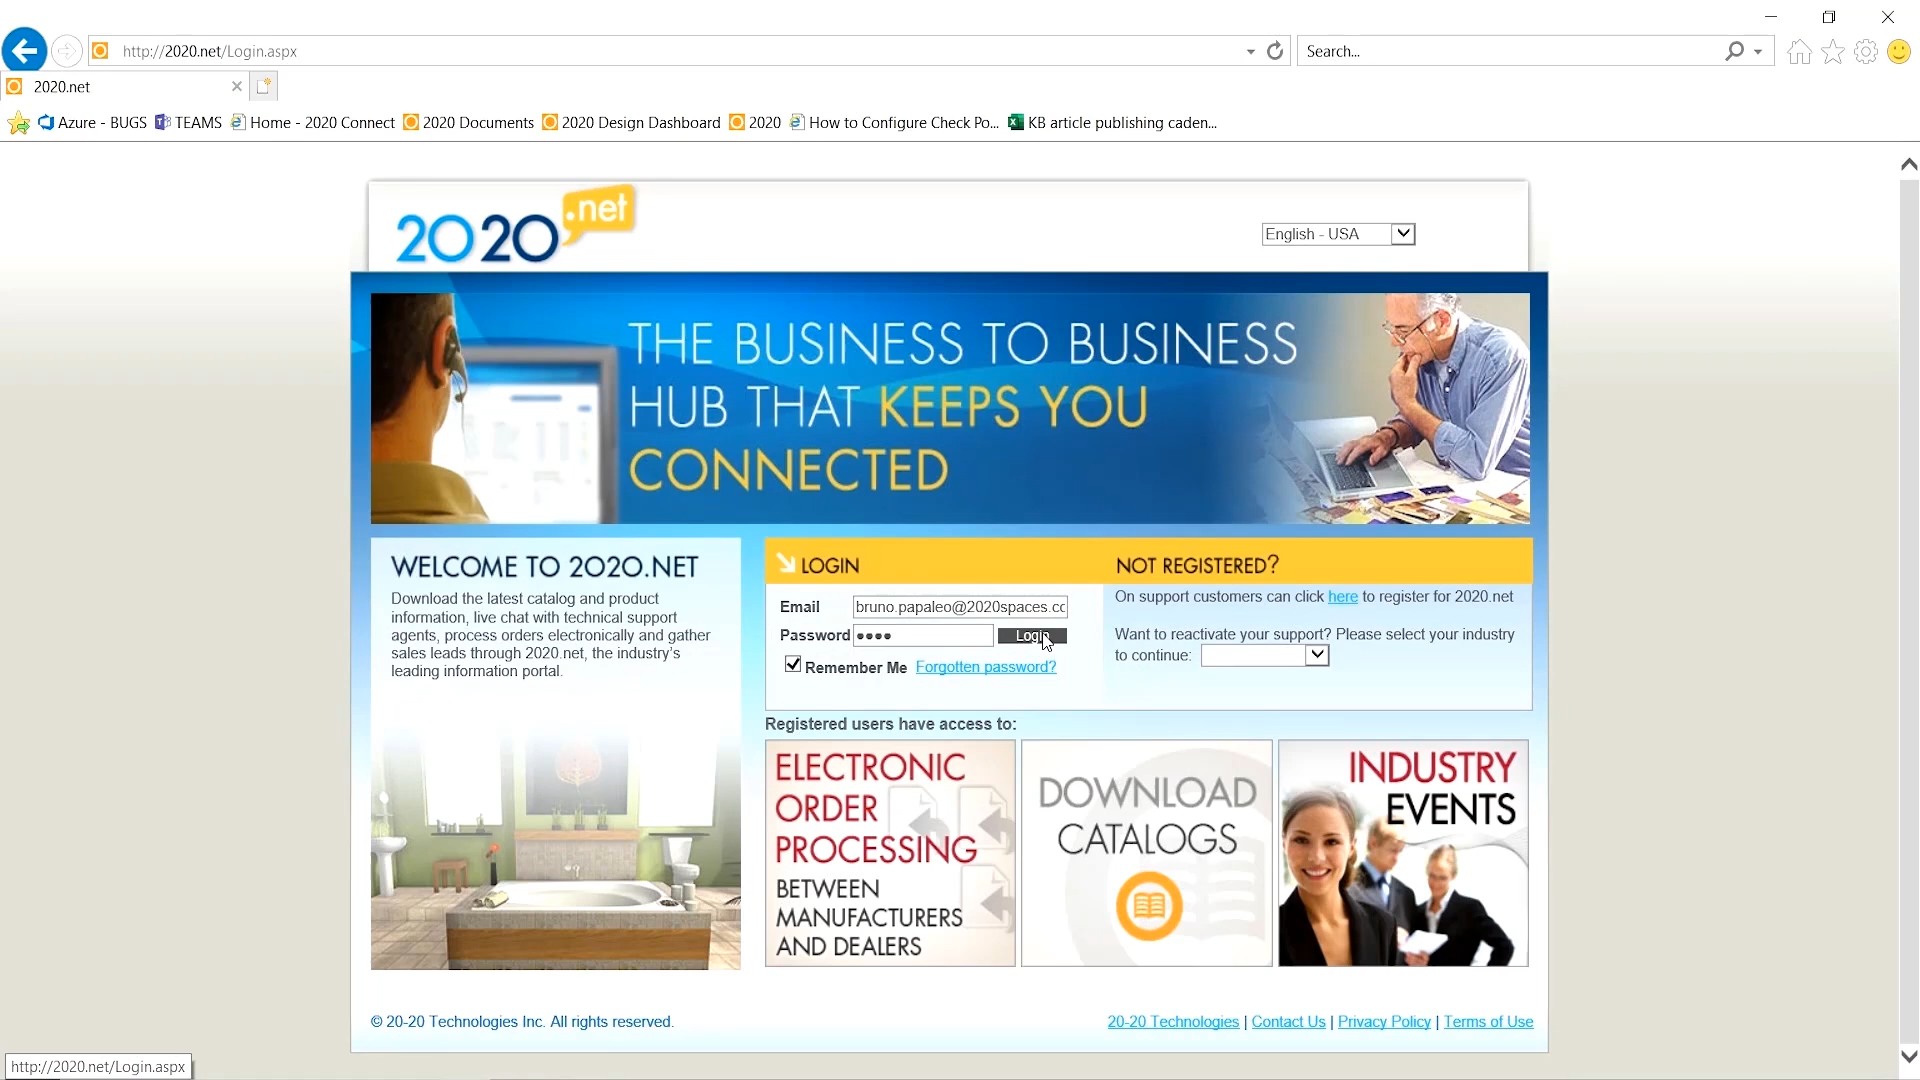 http://2020.net/Login.aspx
Search...
2020.net
Azure - BUGS TEAMS Home - 2020 Connect 2020 Documents 2020 Design Dashboard 2020 How to Configure Check Po... KB article publishing caden...
2020.net
English - USA
THE BUSINESS TO BUSINESS
HUB THAT KEEPS YOU
CONNECTED
WELCOME TO 2020.NET
Download the latest catalog and product
information, live chat with technical support
agents, process orders electronically and gather
sales leads through 2020.net, the industry's
leading information portal.
LOGIN
Email bruno.papaleo@2020spaces.cc
Password •••• Login
Remember Me Forgotten password?
NOT REGISTERED?
On support customers can click here to register for 2020.net
Want to reactivate your support? Please select your industry
to continue:
Registered users have access to:
ELECTRONIC
ORDER
PROCESSING
BETWEEN
MANUFACTURERS
AND DEALERS
DOWNLOAD
CATALOGS
INDUSTRY
EVENTS
© 20-20 Technologies Inc. All rights reserved.
20-20 Technologies | Contact Us | Privacy Policy | Terms of Use
http://2020.net/Login.aspx